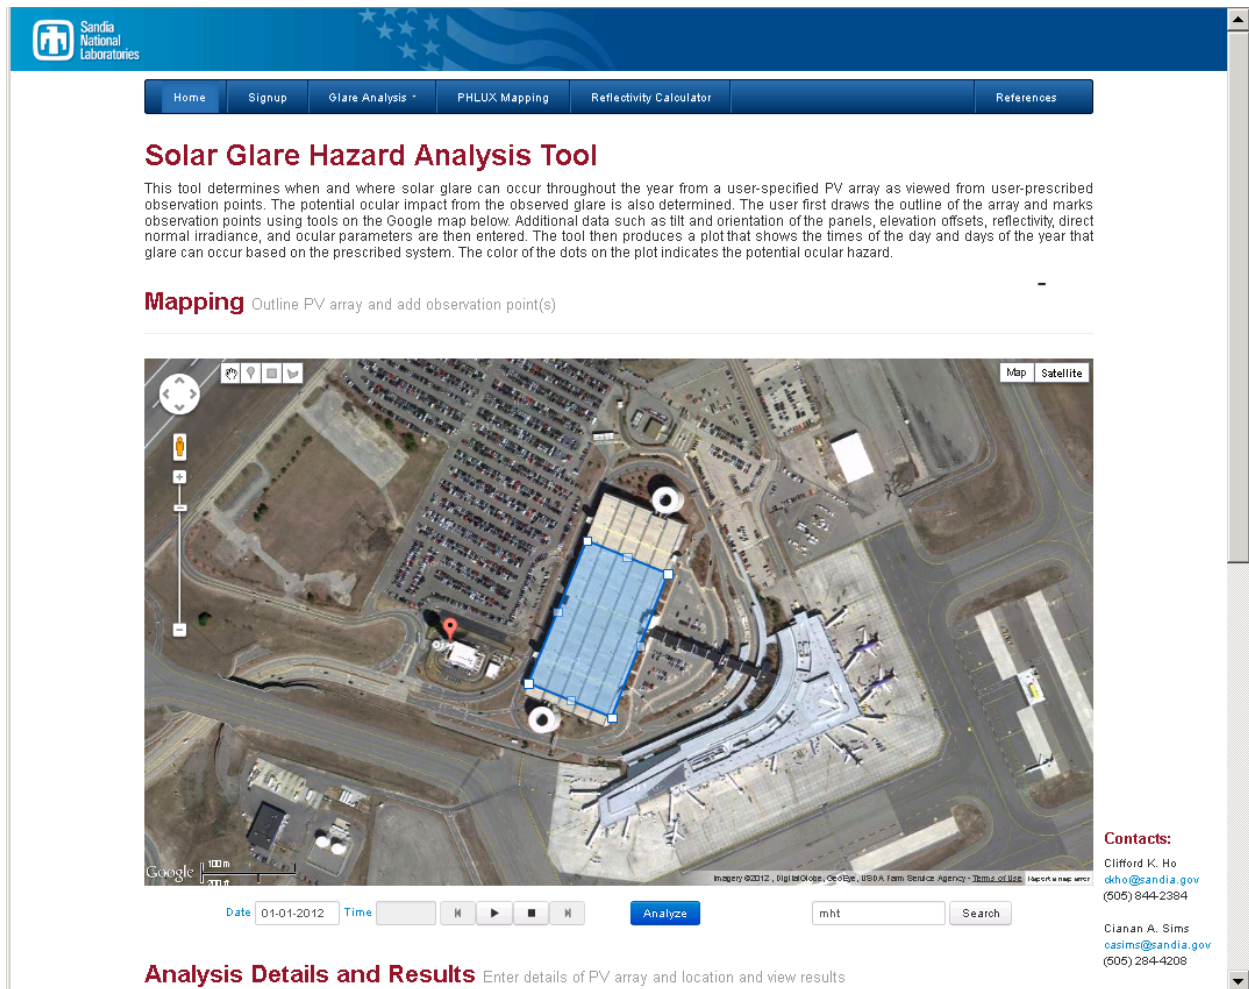 Sandia
National
Laboratories
Home Signup Glare Analysis PHLUX Mapping Reflectivity Calculator References
Solar Glare Hazard Analysis Tool
This tool determines when and where solar glare can occur throughout the year from a user-specified PV array as viewed from user-prescribed
observation points. The potential ocular impact from the observed glare is also determined. The user first draws the outline of the array and marks
observation points using tools on the Google map below. Additional data such as tilt and orientation of the panels, elevation offsets, reflectivity, direct
normal irradiance, and ocular parameters are then entered. The tool then produces a plot that shows the times of the day and days of the year that
glare can occur based on the prescribed system. The color of the dots on the plot indicates the potential ocular hazard.
Mapping Outline PV array and add observation point(s)
Map Satellite
Google 100 m
200 ft
Imagery ©2012 , DigitalGlobe, GeoEye, USDA Farm Service Agency - Terms of Use Report a map error
Date 01-01-2012 Time Analyze mht Search
Contacts:
Clifford K. Ho
ckho@sandia.gov
(505) 844-2384
Cianan A. Sims
casims@sandia.gov
(505) 284-4208
Analysis Details and Results Enter details of PV array and location and view results